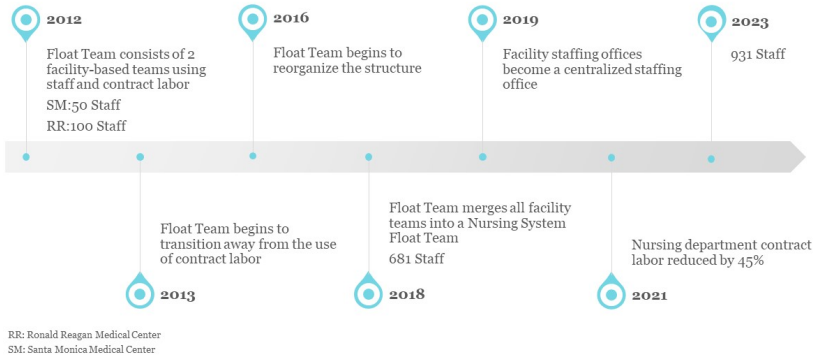 2012
Float Team consists of 2
facility-based teams using
staff and contract labor
SM:50 Staff
RR:100 Staff
2016
Float Team begins to
reorganize the structure
2019
Facility staffing offices
become a centralized staffing
office
2023
931 Staff
Float Team begins to
transition away from the use
of contract labor
2013
Float Team merges all facility
teams into a Nursing System
Float Team
681 Staff
2018
Nursing department contract
labor reduced by 45%
2021
RR: Ronald Reagan Medical Center
SM: Santa Monica Medical Center